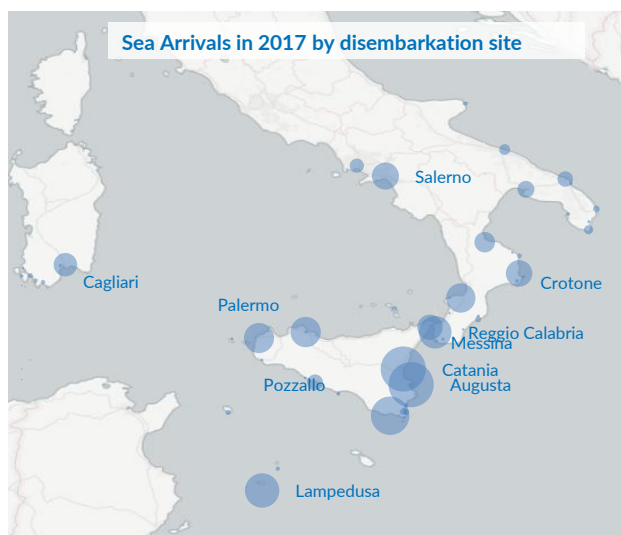 Sea Arrivals in 2017 by disembarkation site
Salerno
Cagliari
Crotone
Palermo
Reggio Calabria
Messina
Catania
Pozzallo
Augusta
Lampedusa